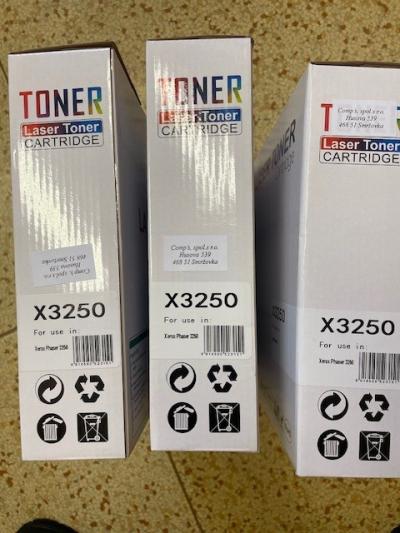 TONER
Laser Toner
CARTRIDGE
Comp's, spol.s r.o.
Husova 539
468 51 Smržovka
X3250
For use in:
Xerox Phaser 3250
TONER
Laser Toner
CARTRIDGE
Comp's, spol.s r.o.
Husova 539
468 51 Smržovka
X3250
For use in:
Xerox Phaser 3250
T
Comp's, spol.s r.o.
Husova 539
468 51 Smržovka
Laser Toner
CARTRIDGE
X3250
For use in:
Xerox Phaser 3250